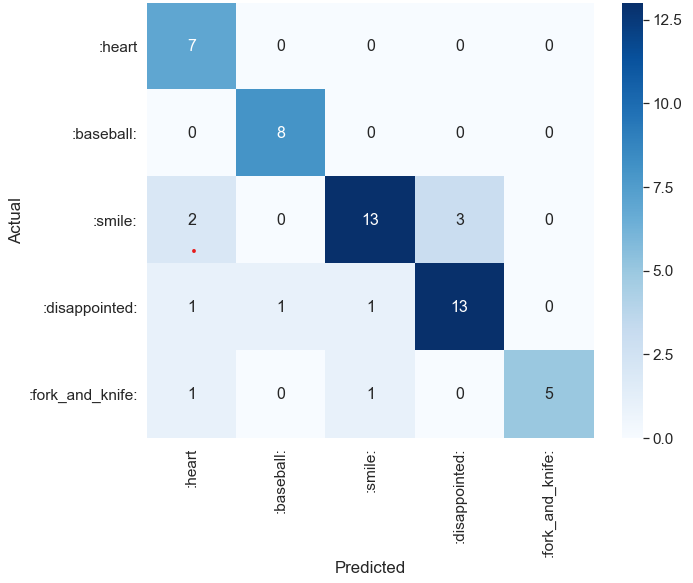 :heart 7 0 0 0 0
:baseball: 0 8 0 0 0
:smile: 2 0 13 3 0
:disappointed: 1 1 1 13 0
:fork_and_knife: 1 0 1 0 5
:heart :baseball: :smile: :disappointed: :fork_and_knife:
Predicted
Actual
12.5
10.0
7.5
5.0
2.5
0.0